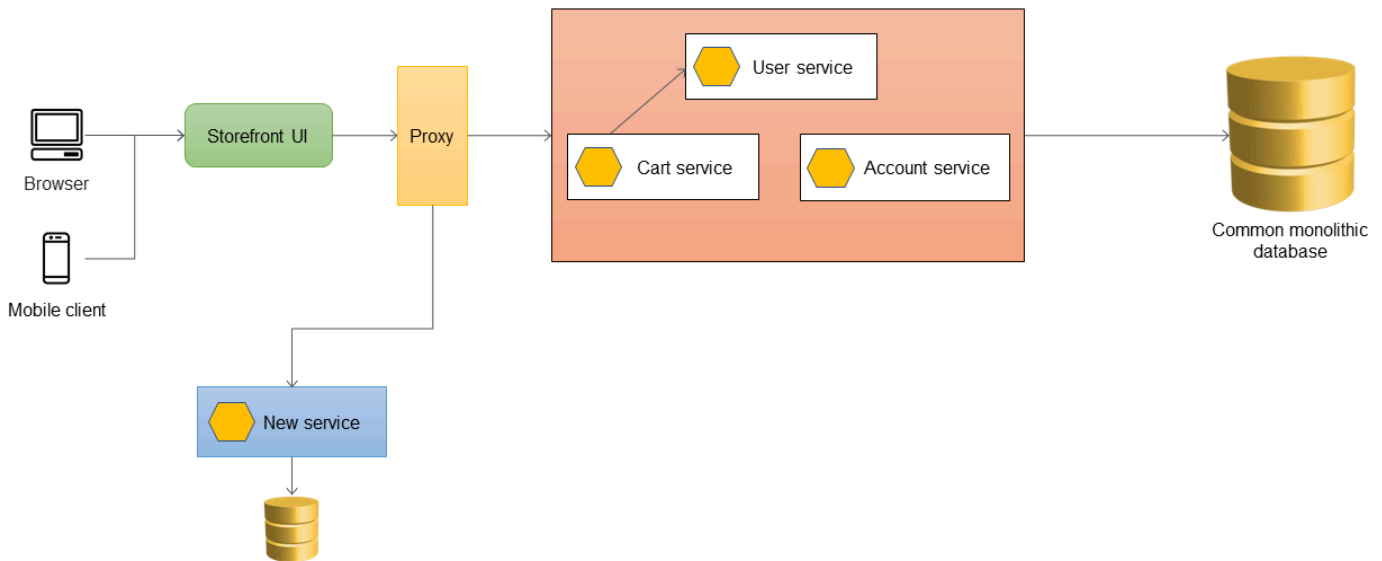 User service
Storefront UI
Proxy
Cart service
Account service
Browser
Common monolithic
database
Mobile client
New service